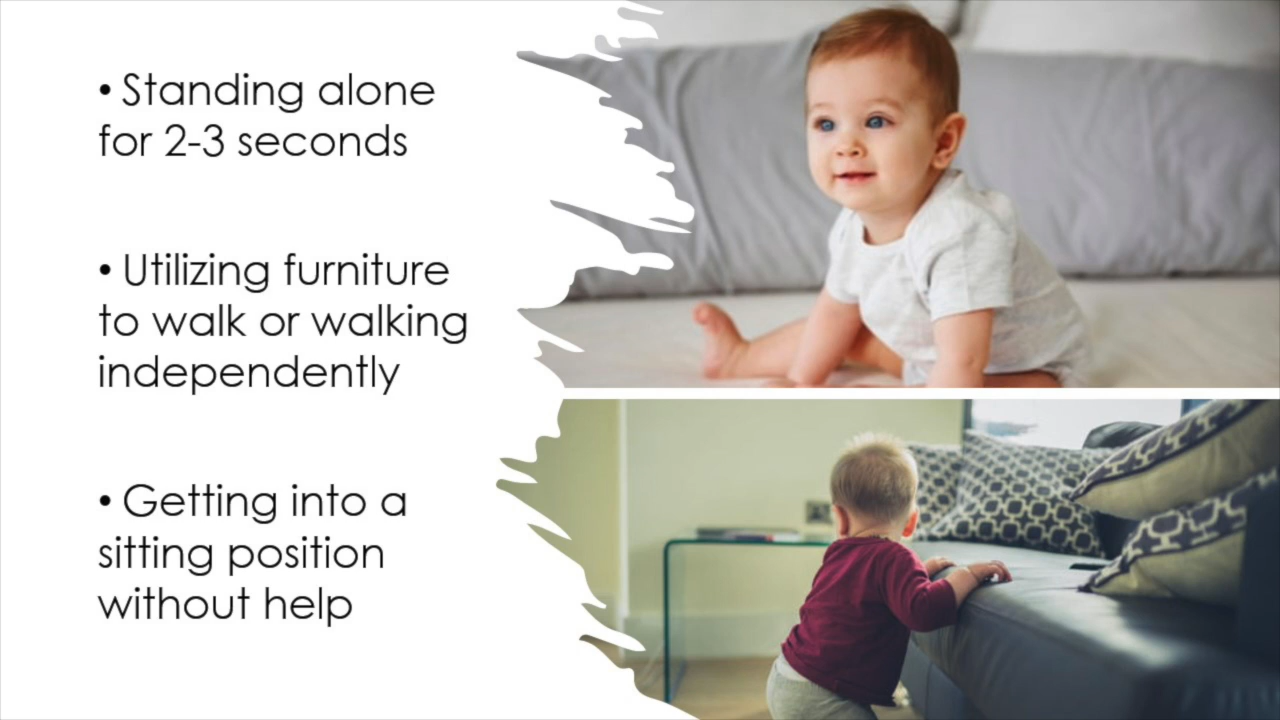 • Standing alone
for 2-3 seconds
• Utilizing furniture
to walk or walking
independently
• Getting into a
sitting position
without help